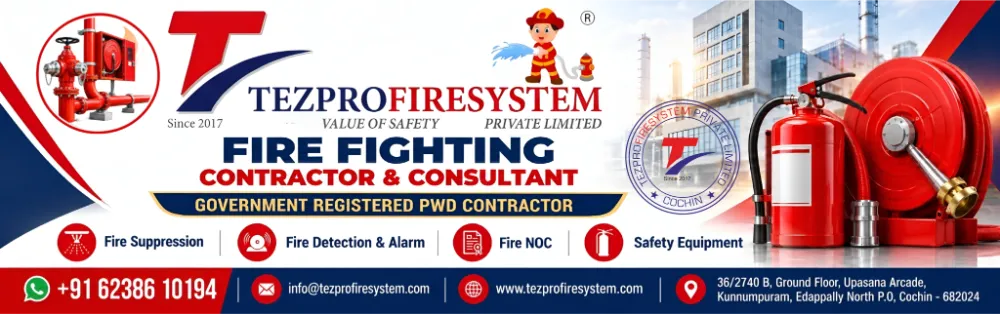 ®
TEZPROFIRESYSTEM
Since 2017 VALUE OF SAFETY PRIVATE LIMITED
FIRE FIGHTING
CONTRACTOR & CONSULTANT
GOVERNMENT REGISTERED PWD CONTRACTOR
TEZPROFIRESYSTEM PRIVATE LIMITED
Since 2017
★ COCHIN ★
Fire Suppression
Fire Detection & Alarm
Fire NOC
Safety Equipment
+91 62386 10194
info@tezprofiresystem.com
www.tezprofiresystem.com
36/2740 B, Ground Floor, Upasana Arcade,
Kunnumpuram, Edappally North P.O, Cochin - 682024